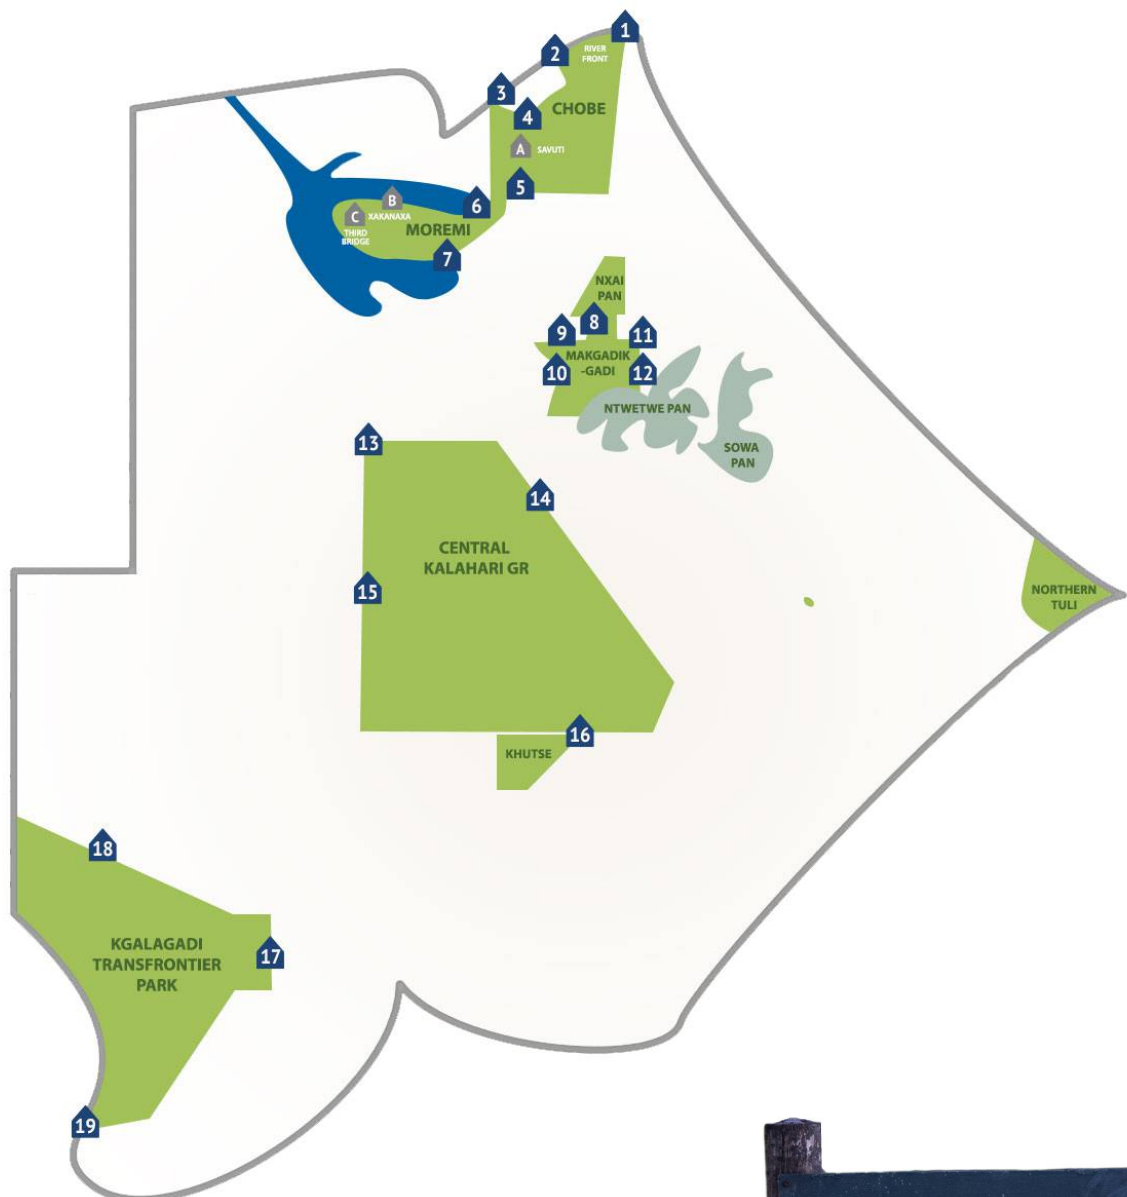 1
2
RIVER
FRONT
3
CHOBE
4
A
SAVUTI
5
B
6
C
XAKANAXA
THIRD
BRIDGE
MOREMI
7
NXAI
PAN
8
9
11
MAKGADIK
-GADI
10
12
NTWETWE PAN
SOWA
PAN
13
14
CENTRAL
KALAHARI GR
15
NORTHERN
TULI
16
KHUTSE
18
KGALAGADI
TRANSFRONTIER
PARK
17
19